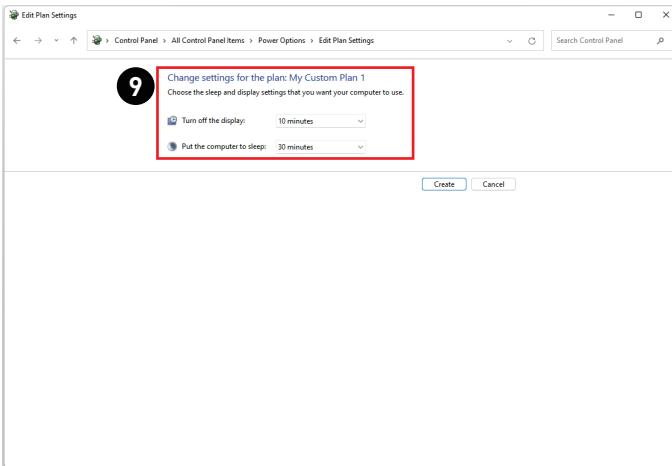 Edit Plan Settings
Control Panel > All Control Panel Items > Power Options > Edit Plan Settings
Search Control Panel
9
Change settings for the plan: My Custom Plan 1
Choose the sleep and display settings that you want your computer to use.
Turn off the display: 10 minutes
Put the computer to sleep: 30 minutes
Create Cancel